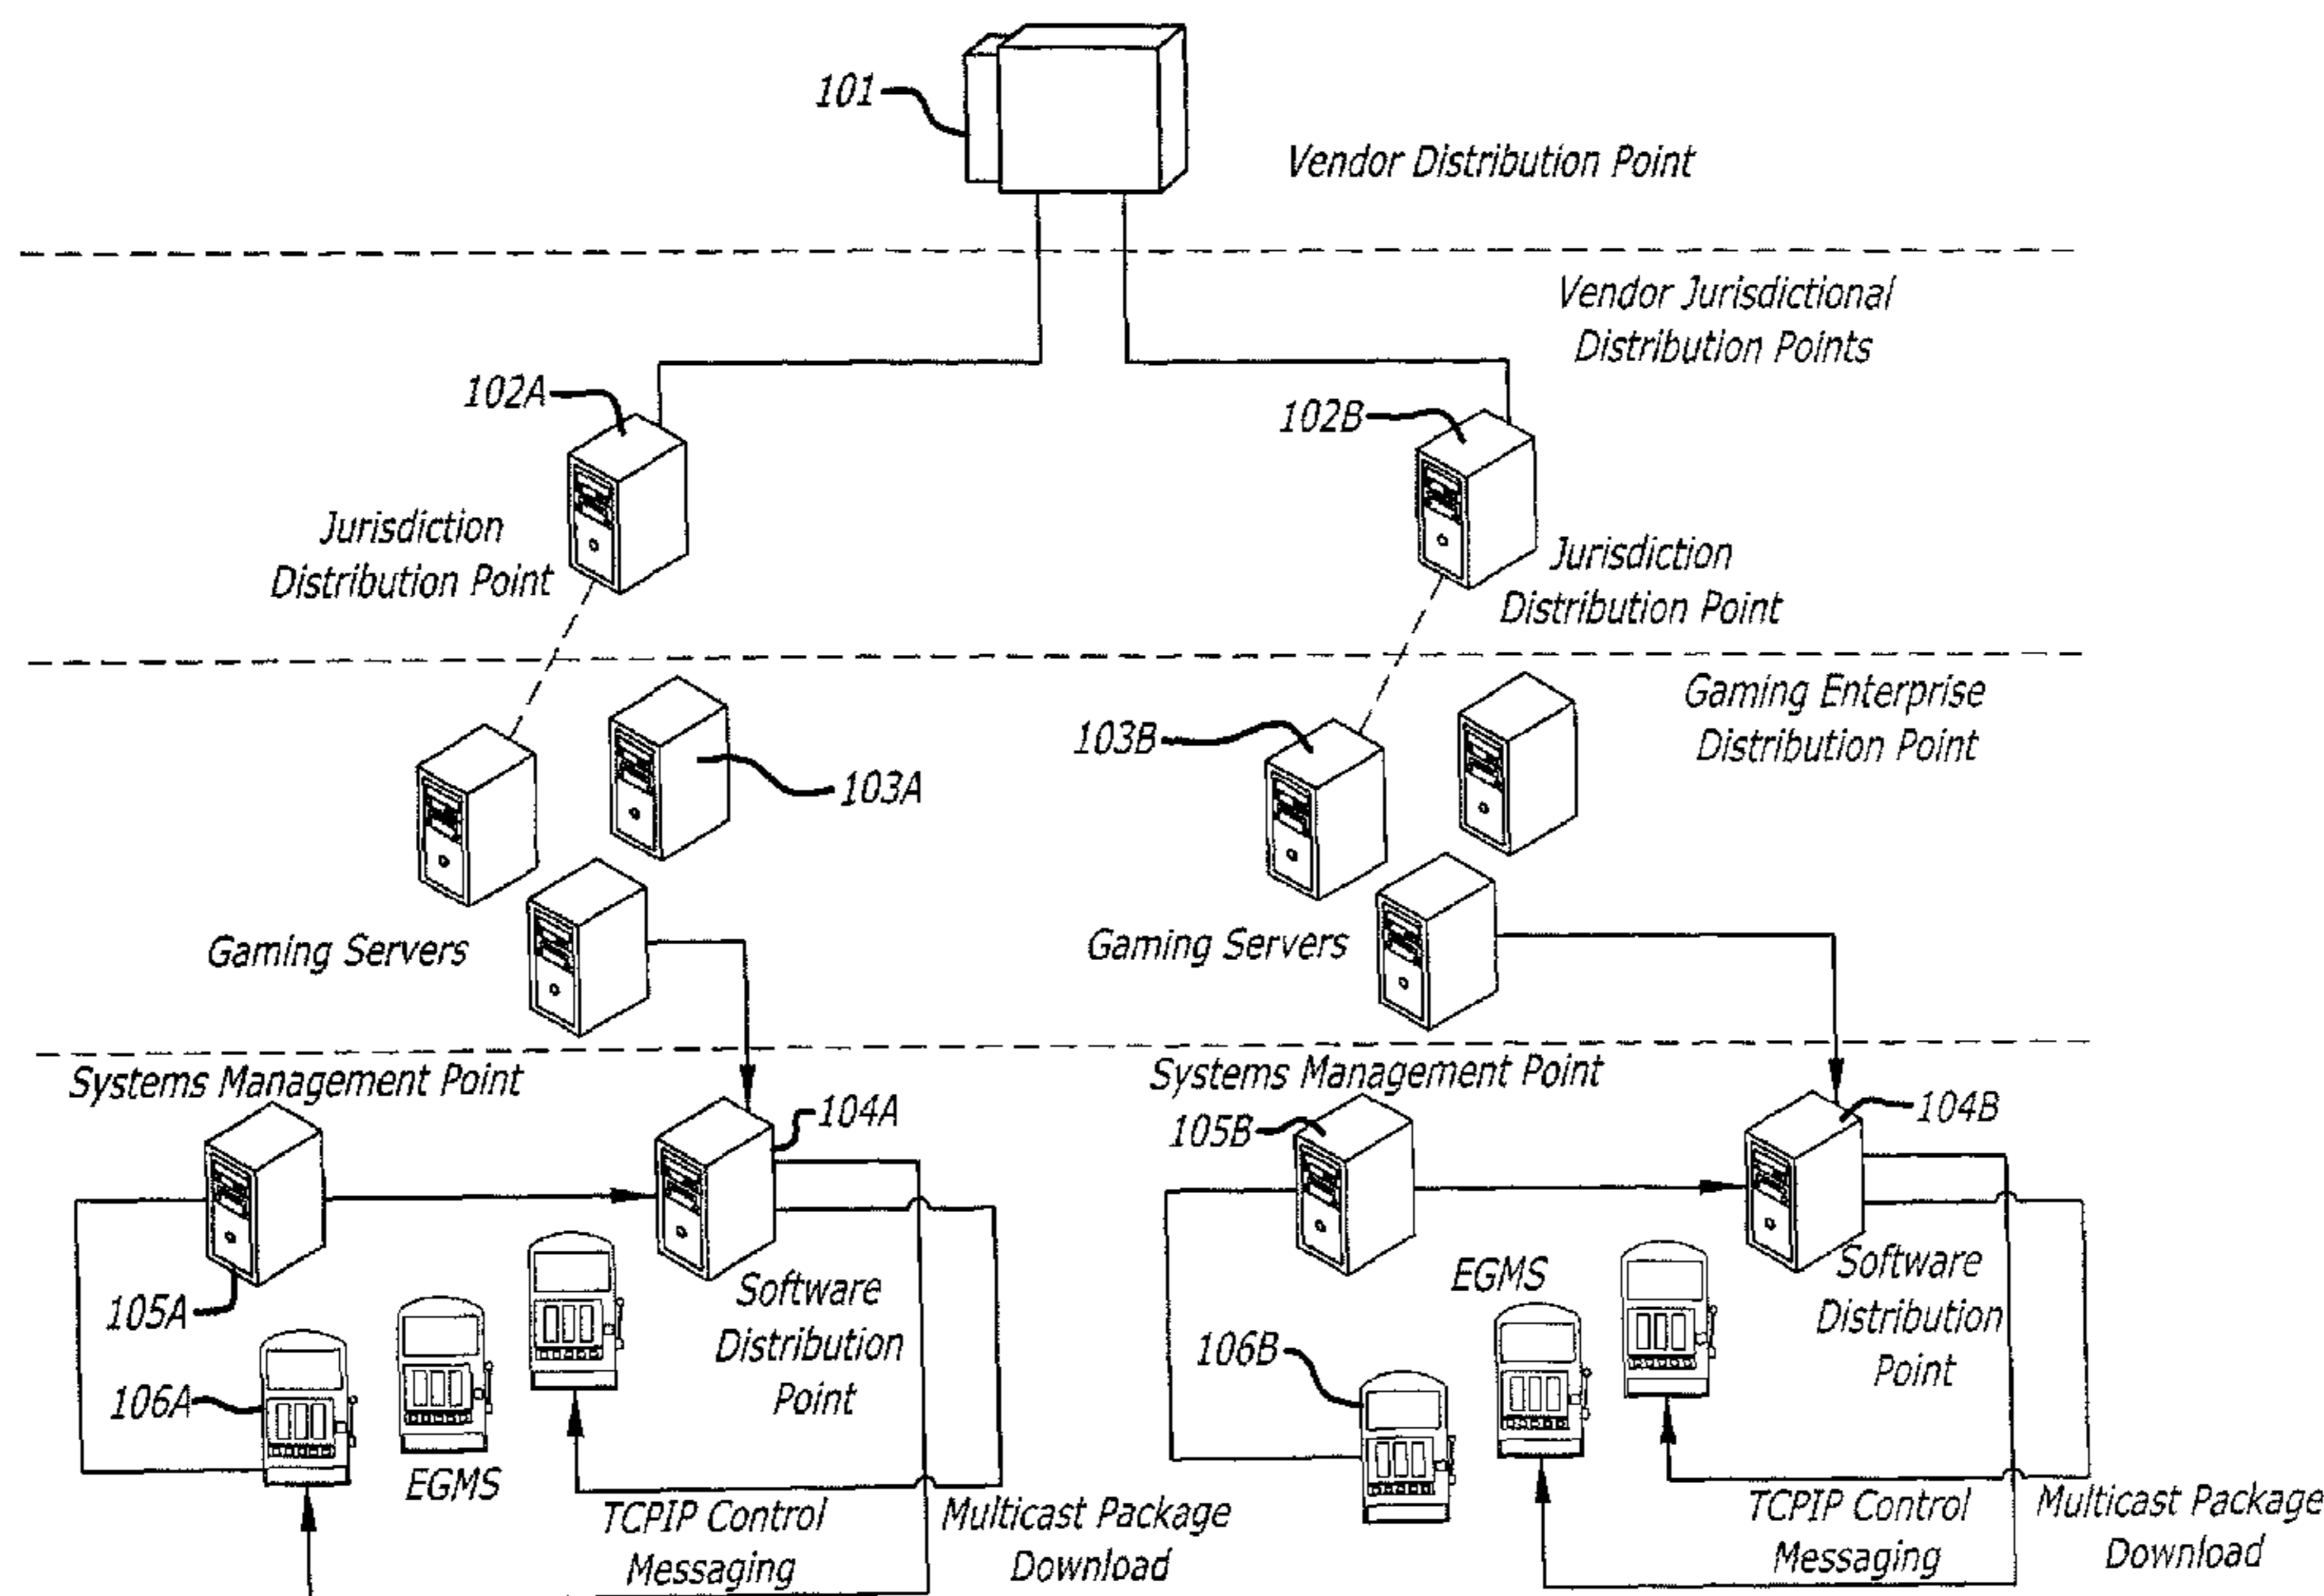 101
Vendor Distribution Point
Vendor Jurisdictional
Distribution Points
102A
102B
Jurisdiction
Distribution Point
Jurisdiction
Distribution Point
Gaming Enterprise
Distribution Point
103A
103B
Gaming Servers
Gaming Servers
Systems Management Point
Systems Management Point
104A
104B
105B
105A
Software
Distribution
Point
EGMS
Software
Distribution
Point
106A
106B
EGMS
TCPIP Control
Messaging
Multicast Package
Download
TCPIP Control
Messaging
Multicast Package
Download